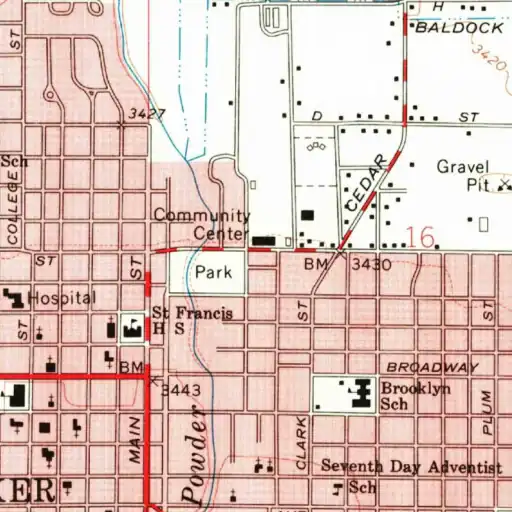 H
BALDOCK
ST
3420
3427
D
ST
Sch
COLLEGE
CEDAR
Gravel
Pit
Community
Center
16
ST
ST
BM
3430
Park
Hospital
ST
St Francis
H S
ST
ST
BM
3443
BROADWAY
Brooklyn
Sch
MAIN
Powder
CLARK
PLUM
Seventh Day Adventist
Sch
KER